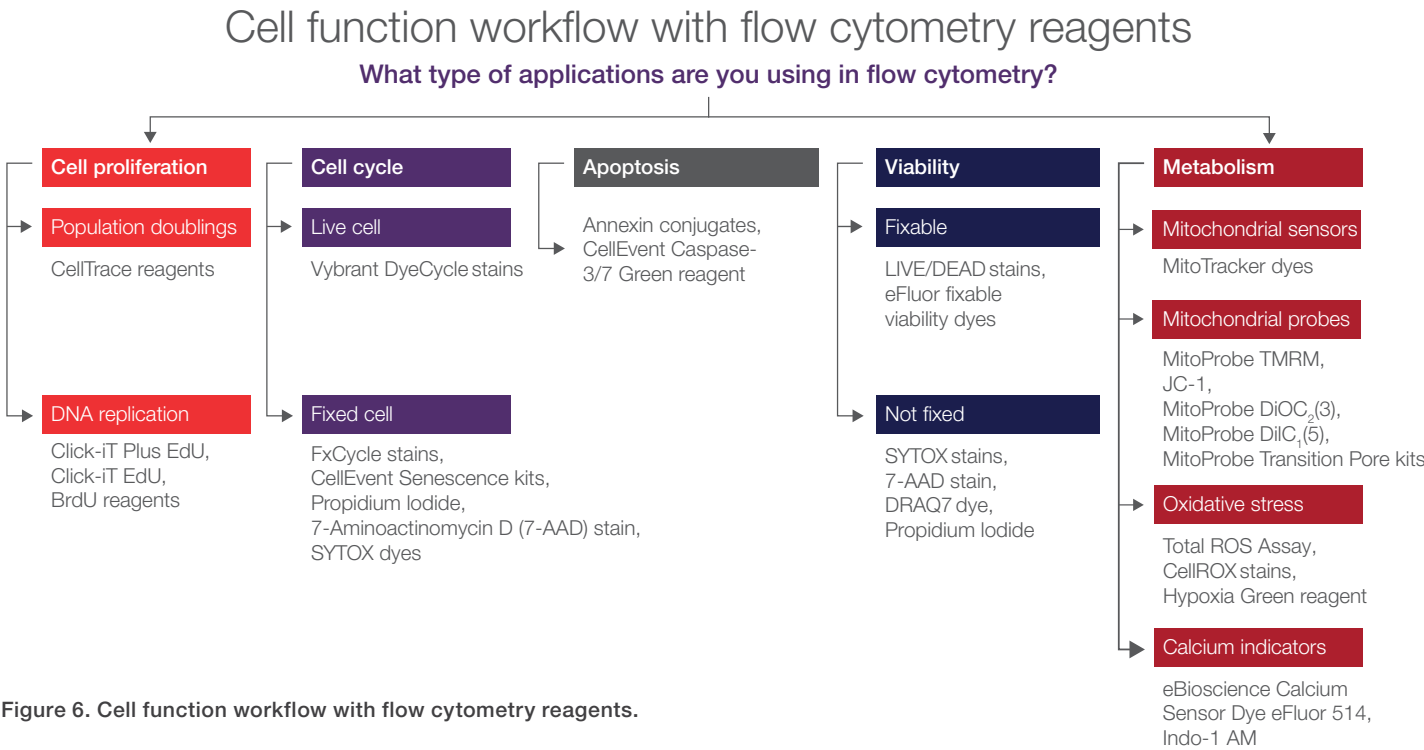 Cell function workflow with flow cytometry reagents
What type of applications are you using in flow cytometry?
Cell proliferation
Population doublings
CellTrace reagents
DNA replication
Click-iT Plus EdU,
Click-iT EdU,
BrdU reagents
Cell cycle
Live cell
Vybrant DyeCycle stains
Fixed cell
FxCycle stains,
CellEvent Senescence kits,
Propidium Iodide,
7-Aminoactinomycin D (7-AAD) stain,
SYTOX dyes
Apoptosis
Annexin conjugates,
CellEvent Caspase-
3/7 Green reagent
Viability
Fixable
LIVE/DEAD stains,
eFluor fixable
viability dyes
Not fixed
SYTOX stains,
7-AAD stain,
DRAQ7 dye,
Propidium Iodide
Metabolism
Mitochondrial sensors
MitoTracker dyes
Mitochondrial probes
MitoProbe TMRM,
JC-1,
MitoProbe DiOC₂(3),
MitoProbe DilC₁(5),
MitoProbe Transition Pore kits
Oxidative stress
Total ROS Assay,
CellROX stains,
Hypoxia Green reagent
Calcium indicators
eBioscience Calcium
Sensor Dye eFluor 514,
Indo-1 AM
Figure 6. Cell function workflow with flow cytometry reagents.